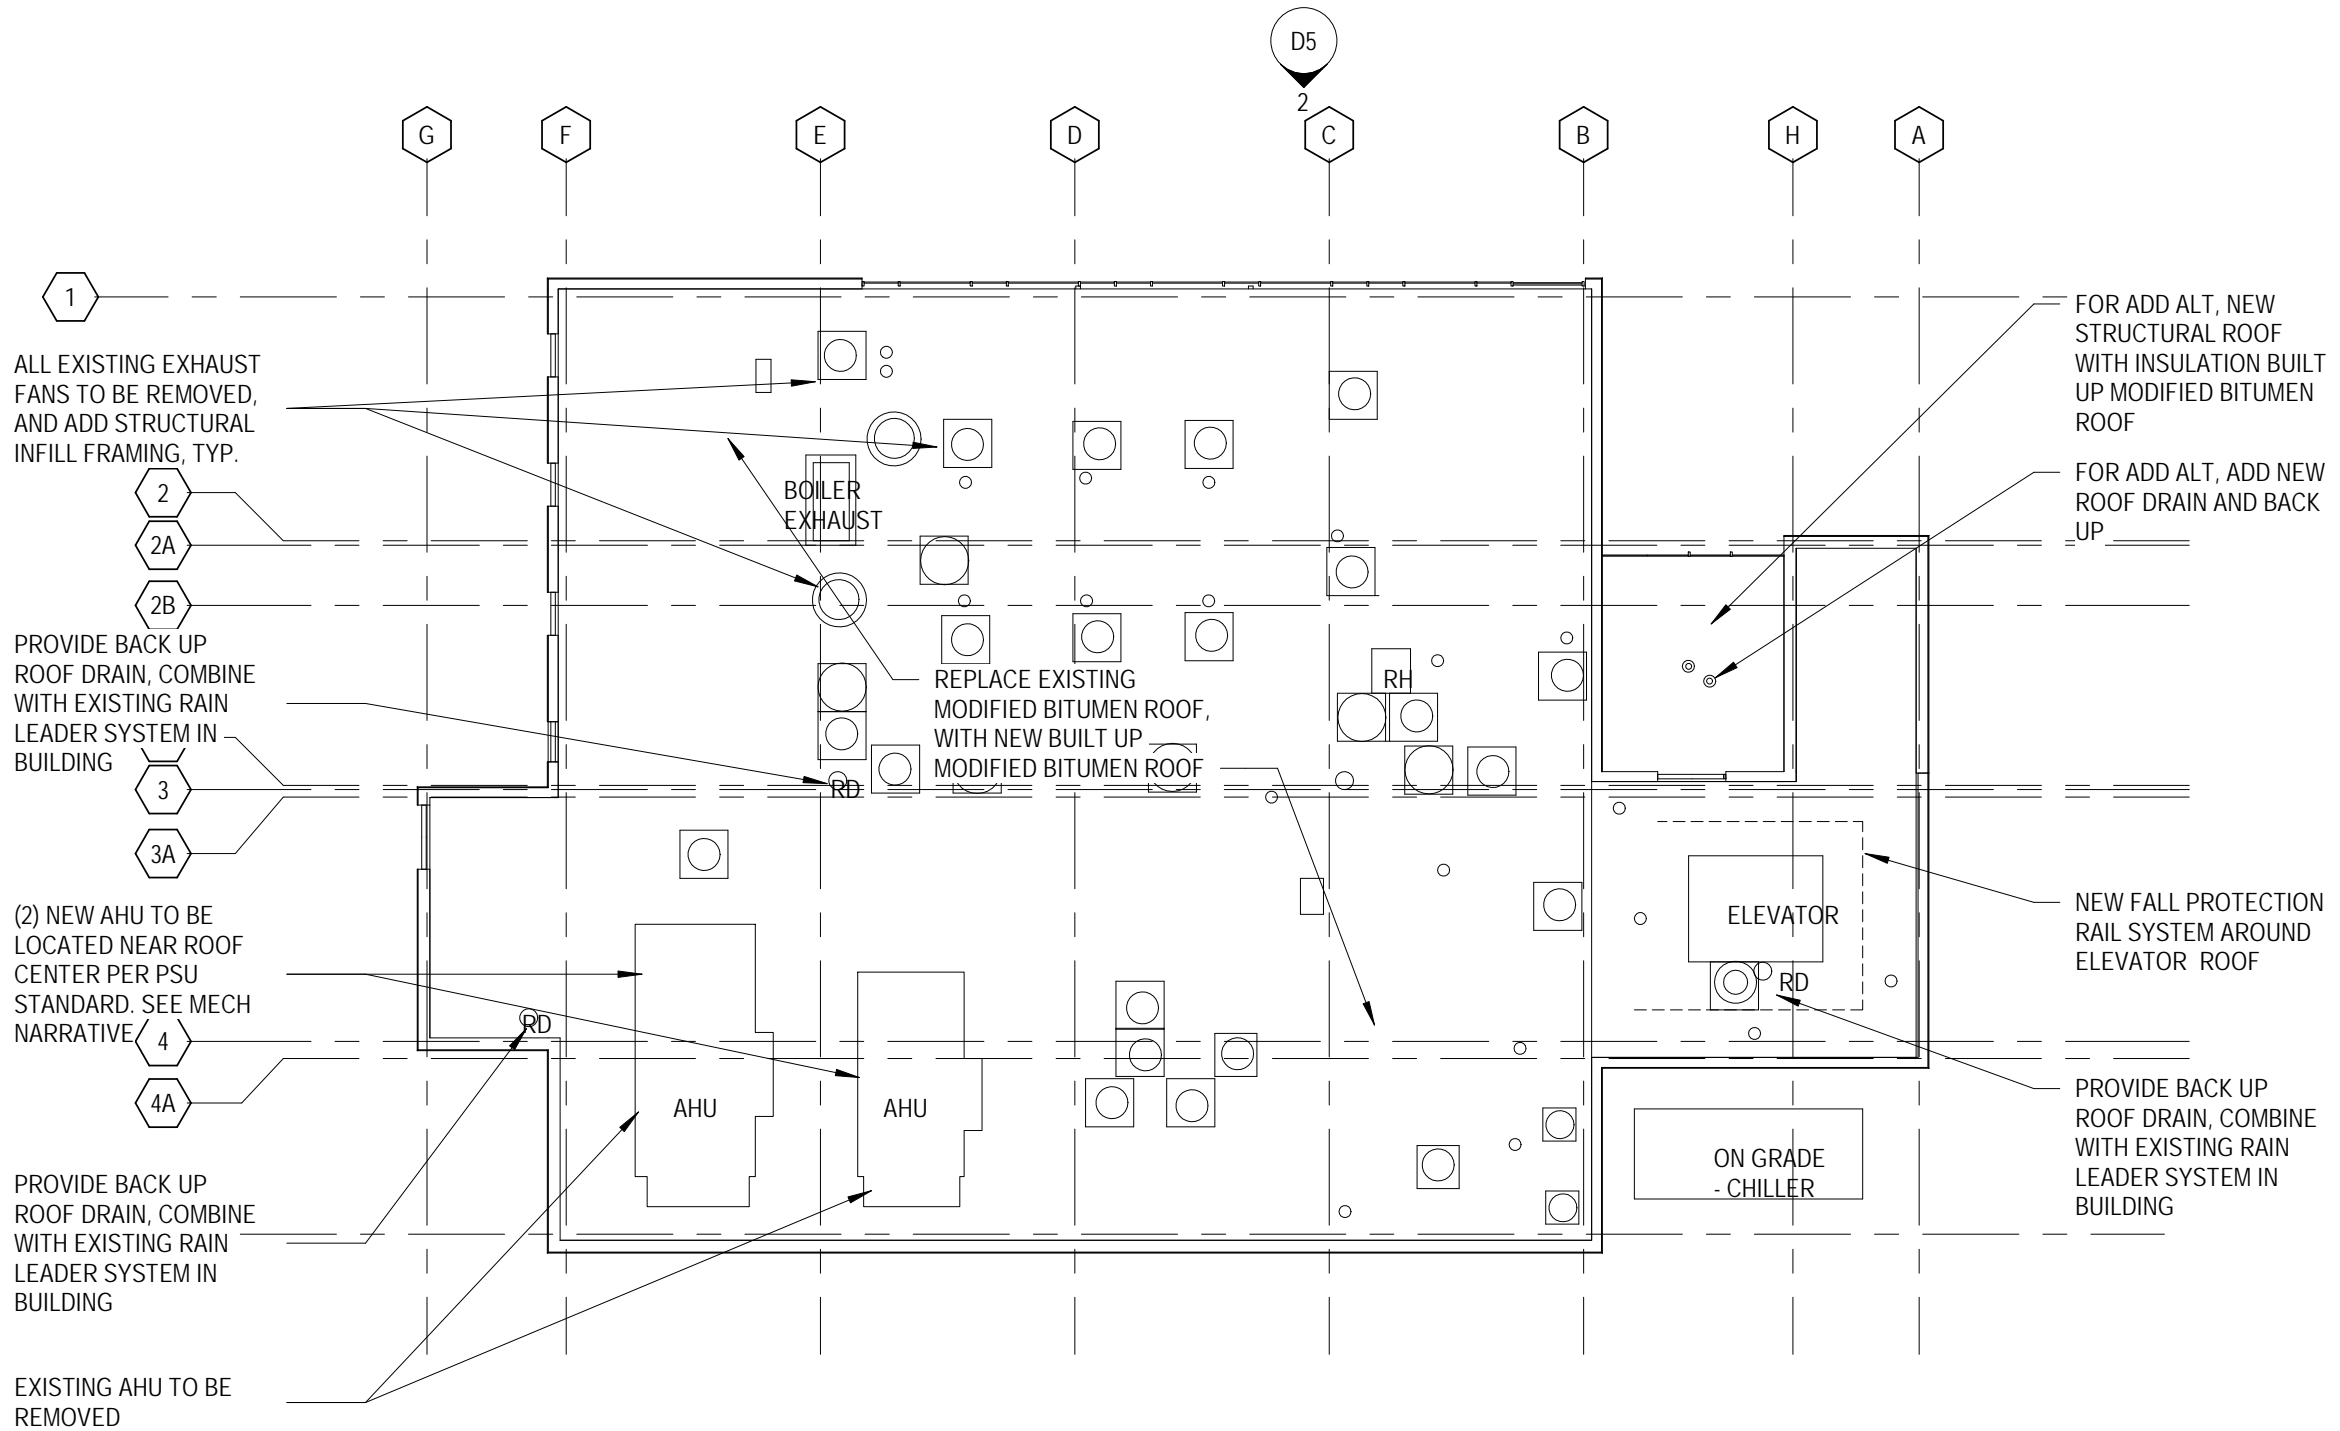 D5
2
G
F
E
D
C
B
H
A
1
ALL EXISTING EXHAUST
FANS TO BE REMOVED,
AND ADD STRUCTURAL
INFILL FRAMING, TYP.
2
2A
2B
PROVIDE BACK UP
ROOF DRAIN, COMBINE
WITH EXISTING RAIN
LEADER SYSTEM IN
BUILDING
3
3A
(2) NEW AHU TO BE
LOCATED NEAR ROOF
CENTER PER PSU
STANDARD. SEE MECH
NARRATIVE
4
4A
PROVIDE BACK UP
ROOF DRAIN, COMBINE
WITH EXISTING RAIN
LEADER SYSTEM IN
BUILDING
EXISTING AHU TO BE
REMOVED
BOILER
EXHAUST
REPLACE EXISTING
MODIFIED BITUMEN ROOF,
WITH NEW BUILT UP
MODIFIED BITUMEN ROOF
RH
RD
RD
AHU
AHU
ELEVATOR
RD
ON GRADE
- CHILLER
FOR ADD ALT, NEW
STRUCTURAL ROOF
WITH INSULATION BUILT
UP MODIFIED BITUMEN
ROOF
FOR ADD ALT, ADD NEW
ROOF DRAIN AND BACK
UP
NEW FALL PROTECTION
RAIL SYSTEM AROUND
ELEVATOR ROOF
PROVIDE BACK UP
ROOF DRAIN, COMBINE
WITH EXISTING RAIN
LEADER SYSTEM IN
BUILDING